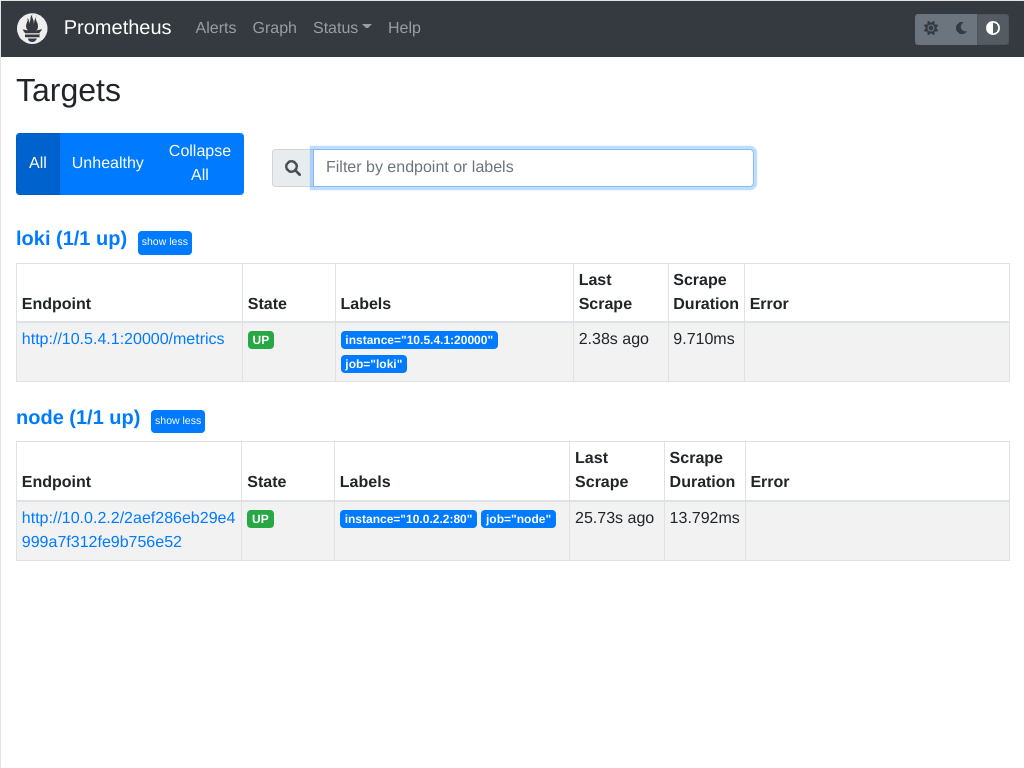 Prometheus Alerts Graph Status Help
Targets
All Unhealthy Collapse All
Filter by endpoint or labels
loki (1/1 up) show less
Endpoint State Labels Last Scrape Scrape Duration Error
http://10.5.4.1:20000/metrics UP instance="10.5.4.1:20000" 2.38s ago 9.710ms
job="loki"
node (1/1 up) show less
Endpoint State Labels Last Scrape Scrape Duration Error
http://10.0.2.2/2aef286eb29e4 UP instance="10.0.2.2:80" job="node" 25.73s ago 13.792ms
999a7f312fe9b756e52